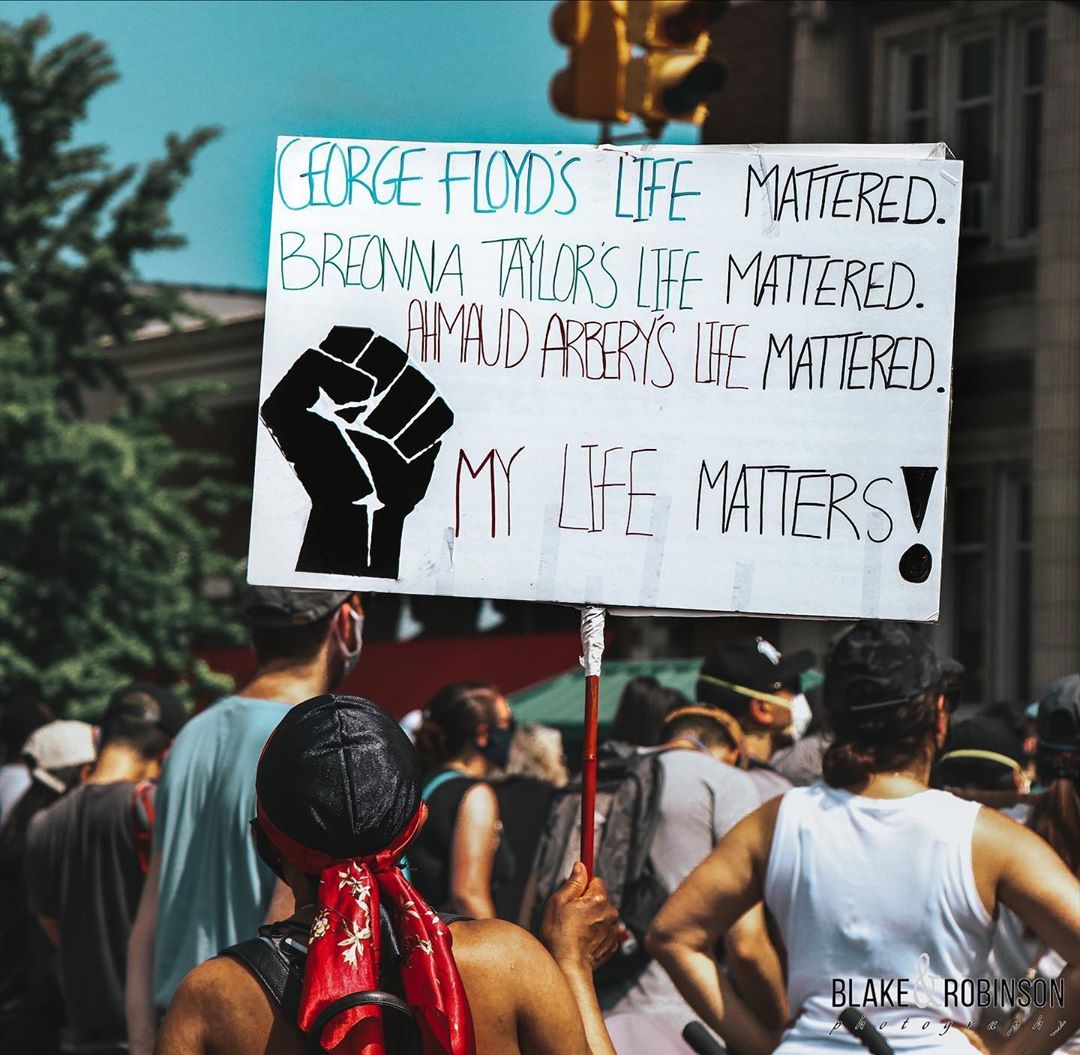 GEORGE FLOYD'S LIFE MATTERED.
BREONNA TAYLOR'S LIFE MATTERED.
AHMAUD ARBERY'S LIFE MATTERED.
MY LIFE MATTERS!
BLAKE & ROBINSON
photography